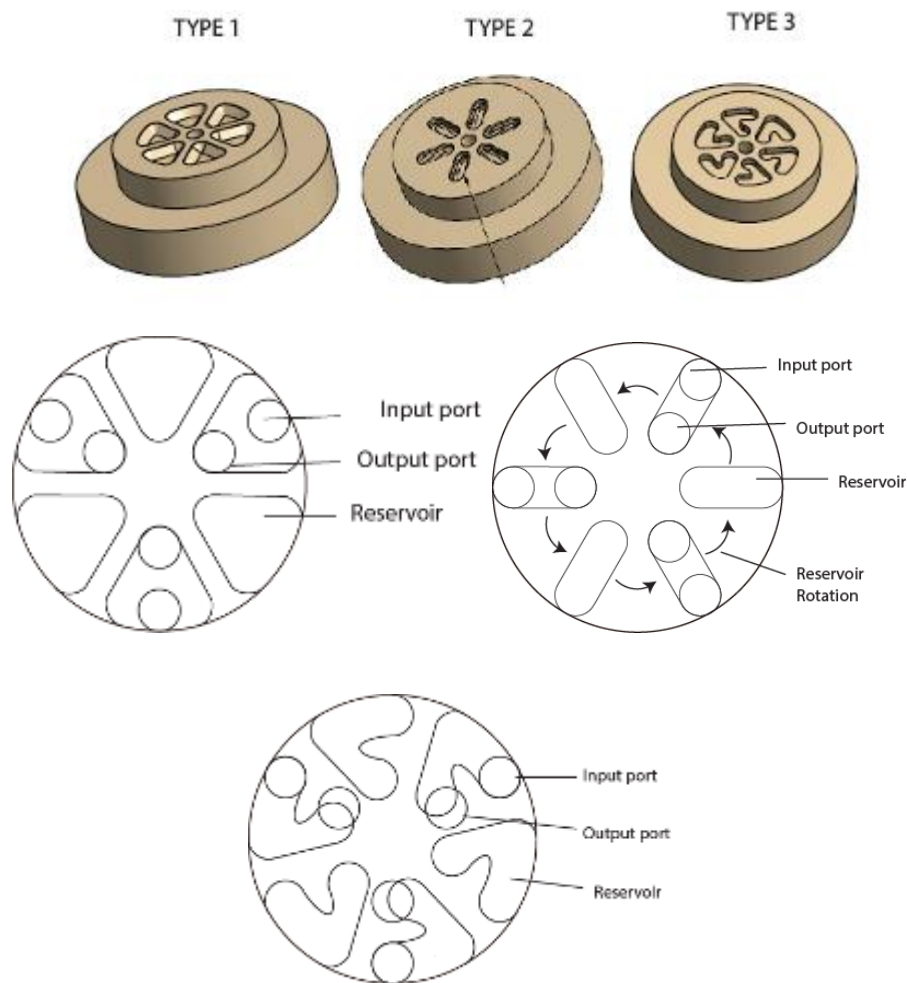 TYPE 1
TYPE 2
TYPE 3
Input port
Output port
Reservoir
Input port
Output port
Reservoir
Reservoir
Rotation
Input port
Output port
Reservoir